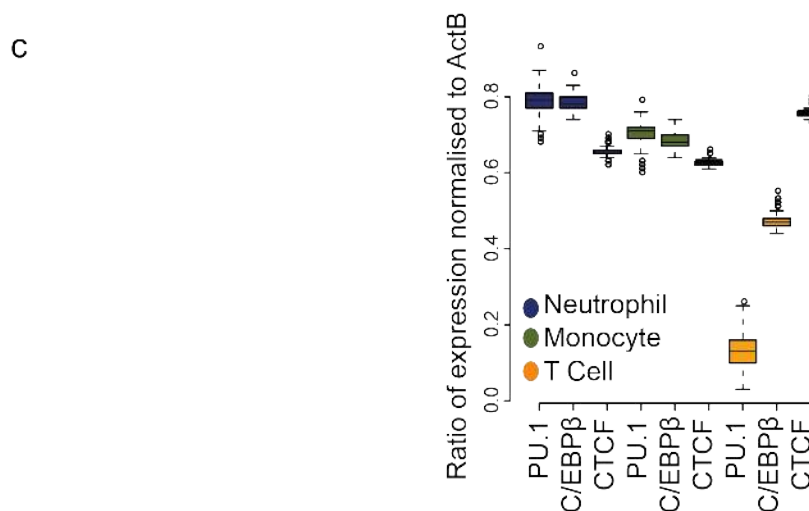 C
Ratio of expression normalised to ActB
0.8
0.6
0.4
0.2
0.0
Neutrophil
Monocyte
T Cell
PU.1
C/EBPβ
CTCF
PU.1
C/EBPβ
CTCF
PU.1
C/EBPβ
CTCF